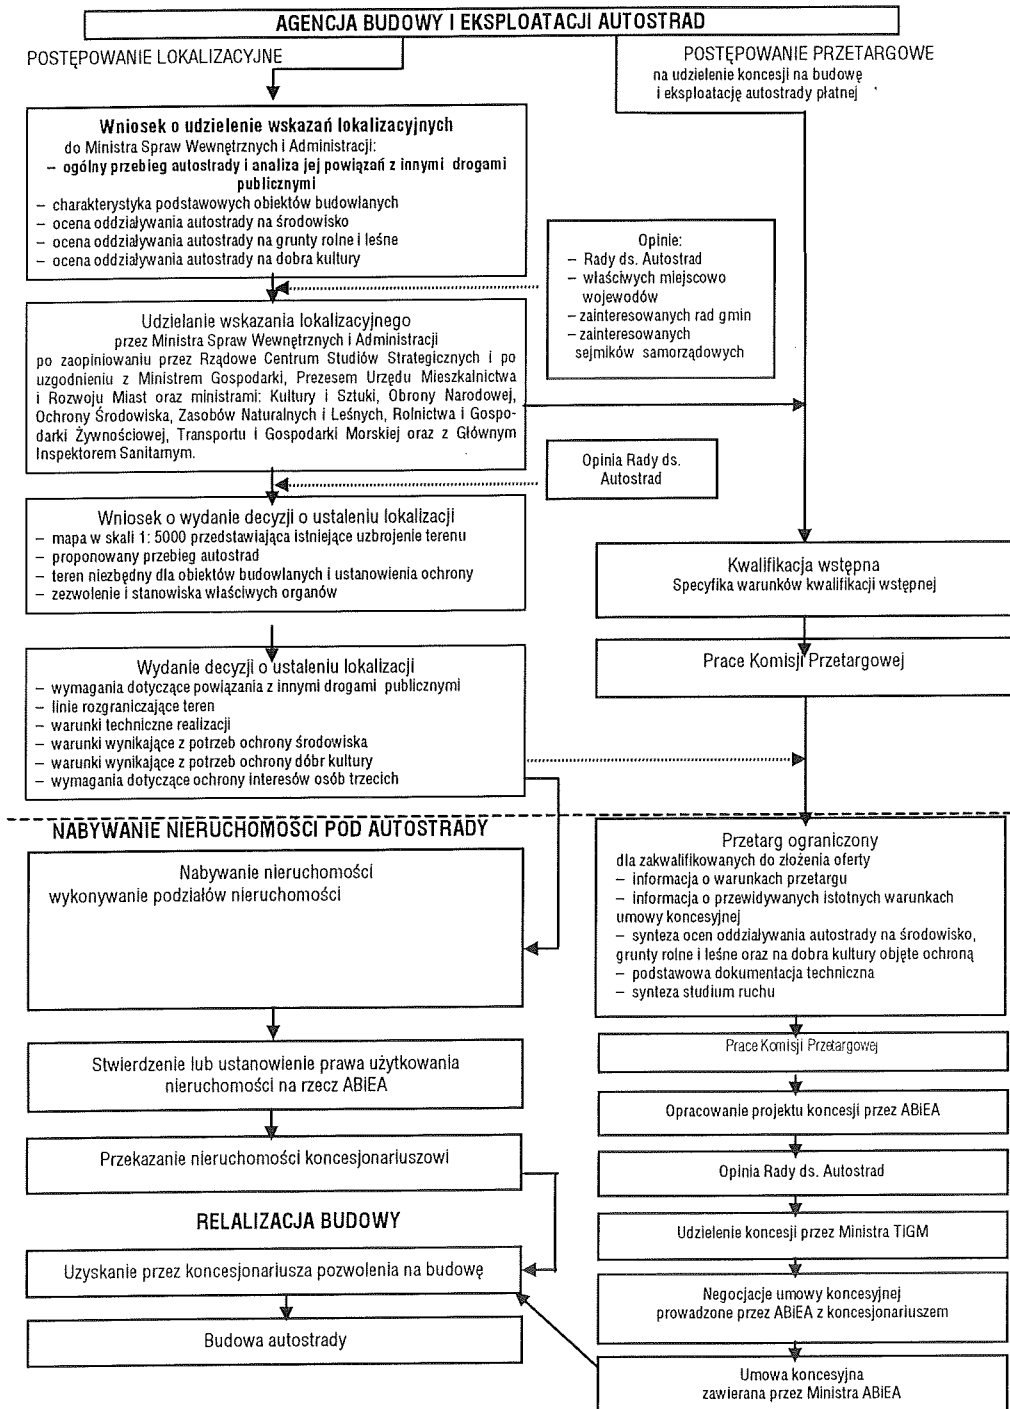 AGENCJA BUDOWY I EKSPLOATACJI AUTOSTRAD
POSTĘPOWANIE LOKALIZACYJNE
POSTĘPOWANIE PRZETARGOWE
na udzielenie koncesji na budowę
i eksploatację autostrady płatnej
Wniosek o udzielenie wskazań lokalizacyjnych
do Ministra Spraw Wewnętrznych i Administracji:
– ogólny przebieg autostrady i analiza jej powiązań z innymi drogami
publicznymi
– charakterystyka podstawowych obiektów budowlanych
– ocena oddziaływania autostrady na środowisko
– ocena oddziaływania autostrady na grunty rolne i leśne
– ocena oddziaływania autostrady na dobra kultury
Opinie:
– Rady ds. Autostrad
– właściwych miejscowo
wojewodów
– zainteresowanych rad gmin
– zainteresowanych
sejmików samorządowych
Udzielanie wskazania lokalizacyjnego
przez Ministra Spraw Wewnętrznych i Administracji
po zaopiniowaniu przez Rządowe Centrum Studiów Strategicznych i po
uzgodnieniu z Ministrem Gospodarki, Prezesem Urzędu Mieszkalnictwa
i Rozwoju Miast oraz ministrami: Kultury i Sztuki, Obrony Narodowej,
Ochrony Środowiska, Zasobów Naturalnych i Leśnych, Rolnictwa i Gospo-
darki Żywnościowej, Transportu i Gospodarki Morskiej oraz z Głównym
Inspektorem Sanitarnym.
Opinia Rady ds.
Autostrad
Wniosek o wydanie decyzji o ustaleniu lokalizacji
– mapa w skali 1: 5000 przedstawiająca istniejące uzbrojenie terenu
– proponowany przebieg autostrad
– teren niezbędny dla obiektów budowlanych i ustanowienia ochrony
– zezwolenie i stanowiska właściwych organów
Kwalifikacja wstępna
Specyfika warunków kwalifikacji wstępnej
Prace Komisji Przetargowej
Wydanie decyzji o ustaleniu lokalizacji
– wymagania dotyczące powiązania z innymi drogami publicznymi
– linie rozgraniczające teren
– warunki techniczne realizacji
– warunki wynikające z potrzeb ochrony środowiska
– warunki wynikające z potrzeb ochrony dóbr kultury
– wymagania dotyczące ochrony interesów osób trzecich
NABYWANIE NIERUCHOMOŚCI POD AUTOSTRADY
Nabywanie nieruchomości
wykonywanie podziałów nieruchomości
Przetarg ograniczony
dla zakwalifikowanych do złożenia oferty
– informacja o warunkach przetargu
– informacja o przewidywanych istotnych warunkach
umowy koncesyjnej
– synteza ocen oddziaływania autostrady na środowisko,
grunty rolne i leśne oraz na dobra kultury objęte ochroną
– podstawowa dokumentacja techniczna
– synteza studium ruchu
Stwierdzenie lub ustanowienie prawa użytkowania
nieruchomości na rzecz ABiEA
Przekazanie nieruchomości koncesjonariuszowi
Prace Komisji Przetargowej
Opracowanie projektu koncesji przez ABiEA
Opinia Rady ds. Autostrad
Udzielenie koncesji przez Ministra TiGM
Negocjacje umowy koncesyjnej
prowadzone przez ABiEA z koncesjonariuszem
Umowa koncesyjna
zawierana przez Ministra ABiEA
RELALIZACJA BUDOWY
Uzyskanie przez koncesjonariusza pozwolenia na budowę
Budowa autostrady